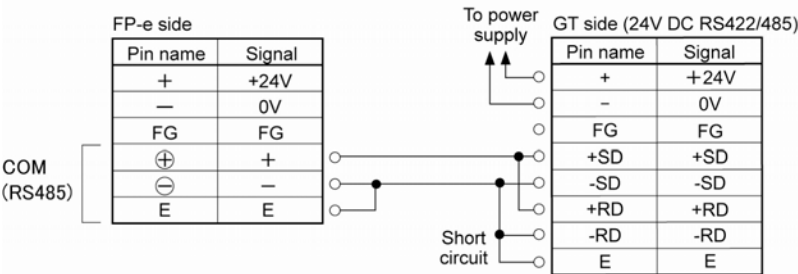 FP-e side
Pin name Signal
+ +24V
− 0V
FG FG
⊕ +
⊖ −
E E
COM
(RS485)
To power
supply
GT side (24V DC RS422/485)
Pin name Signal
+ +24V
− 0V
FG FG
+SD +SD
-SD -SD
+RD +RD
-RD -RD
E E
Short
circuit